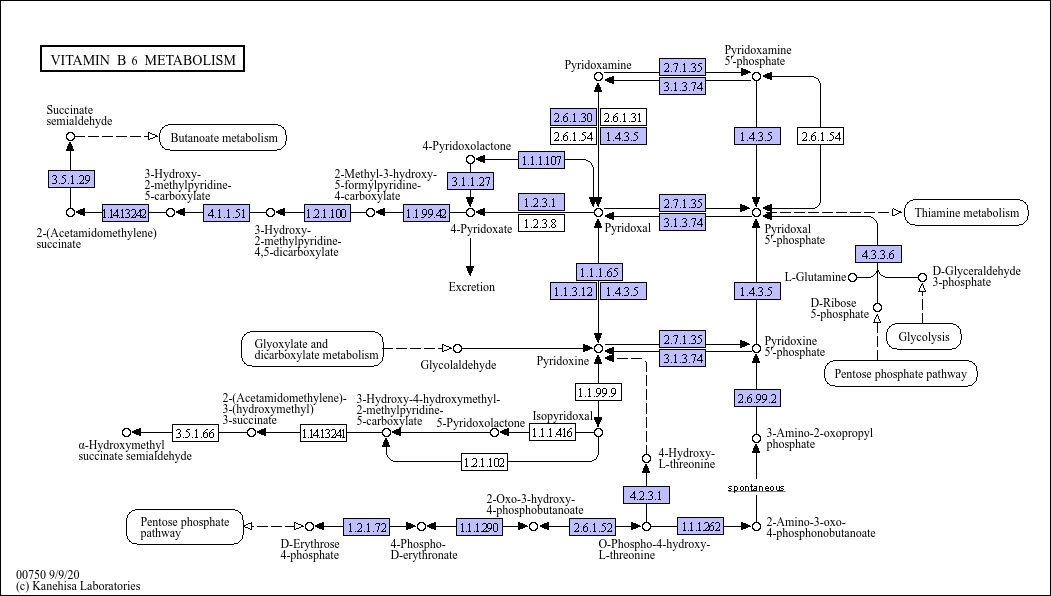 VITAMIN B 6 METABOLISM
Pyridoxamine
Pyridoxamine
5'-phosphate
2.7.1.35
3.1.3.74
Succinate
semialdehyde
Butanoate metabolism
2.6.1.30
2.6.1.31
2.6.1.54
1.4.3.5
1.4.3.5
2.6.1.54
4-Pyridoxolactone
1.1.1.107
3.5.1.29
3-Hydroxy-
2-methylpyridine-
5-carboxylate
2-Methyl-3-hydroxy-
5-formylpyridine-
4-carboxylate
3.1.1.27
1.14.13242
4.1.1.51
1.2.1.100
1.1.99.42
1.2.3.1
1.2.3.8
2.7.1.35
3.1.3.74
Thiamine metabolism
2-(Acetamidomethylene)
succinate
3-Hydroxy-
2-methylpyridine-
4,5-dicarboxylate
4-Pyridoxate
Pyridoxal
Pyridoxal
5'-phosphate
4.3.3.6
Excretion
1.1.1.65
1.1.3.12
1.4.3.5
1.4.3.5
L-Glutamine
D-Glyceraldehyde
3-phosphate
D-Ribose
5-phosphate
Glycolysis
Pentose phosphate pathway
Glyoxylate and
dicarboxylate metabolism
Glycolaldehyde
Pyridoxine
2.7.1.35
3.1.3.74
Pyridoxine
5'-phosphate
1.1.99.9
2.6.99.2
2-(Acetamidomethylene)-
3-(hydroxymethyl)
3-succinate
3-Hydroxy-4-hydroxymethyl-
2-methylpyridine-
5-carboxylate
5-Pyridoxolactone
Isopyridoxal
3.5.1.66
1.14.13241
1.1.1.416
α-Hydroxymethyl
succinate semialdehyde
1.2.1.102
4-Hydroxy-
L-threonine
3-Amino-2-oxopropyl
phosphate
spontaneous
4.2.3.1
Pentose phosphate
pathway
1.2.1.72
1.1.1.290
2-Oxo-3-hydroxy-
4-phosphobutanoate
2.6.1.52
1.1.1.262
D-Erythrose
4-phosphate
4-Phospho-
D-erythronate
O-Phospho-4-hydroxy-
L-threonine
2-Amino-3-oxo-
4-phosphonobutanoate
00750 9/9/20
(c) Kanehisa Laboratories